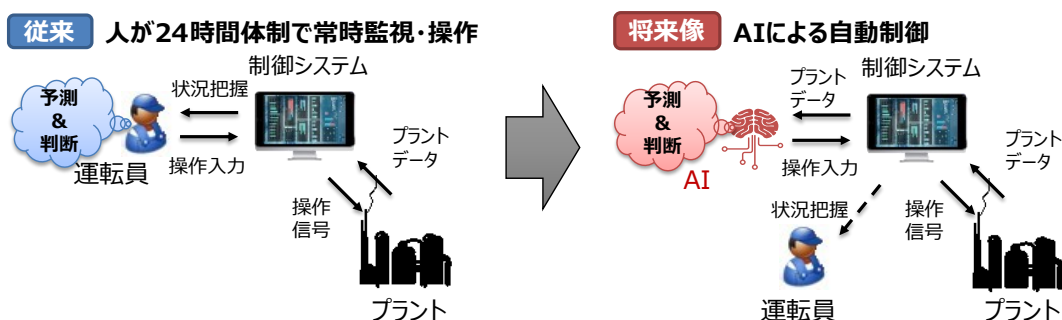 従来 人が24時間体制で常時監視・操作
制御システム
状況把握
予測
&
判断
運転員
操作入力
プラント
データ
操作
信号
プラント
将来像 AIによる自動制御
制御システム
プラント
データ
予測
&
判断
AI
操作入力
プラント
データ
状況把握
操作
信号
運転員
プラント